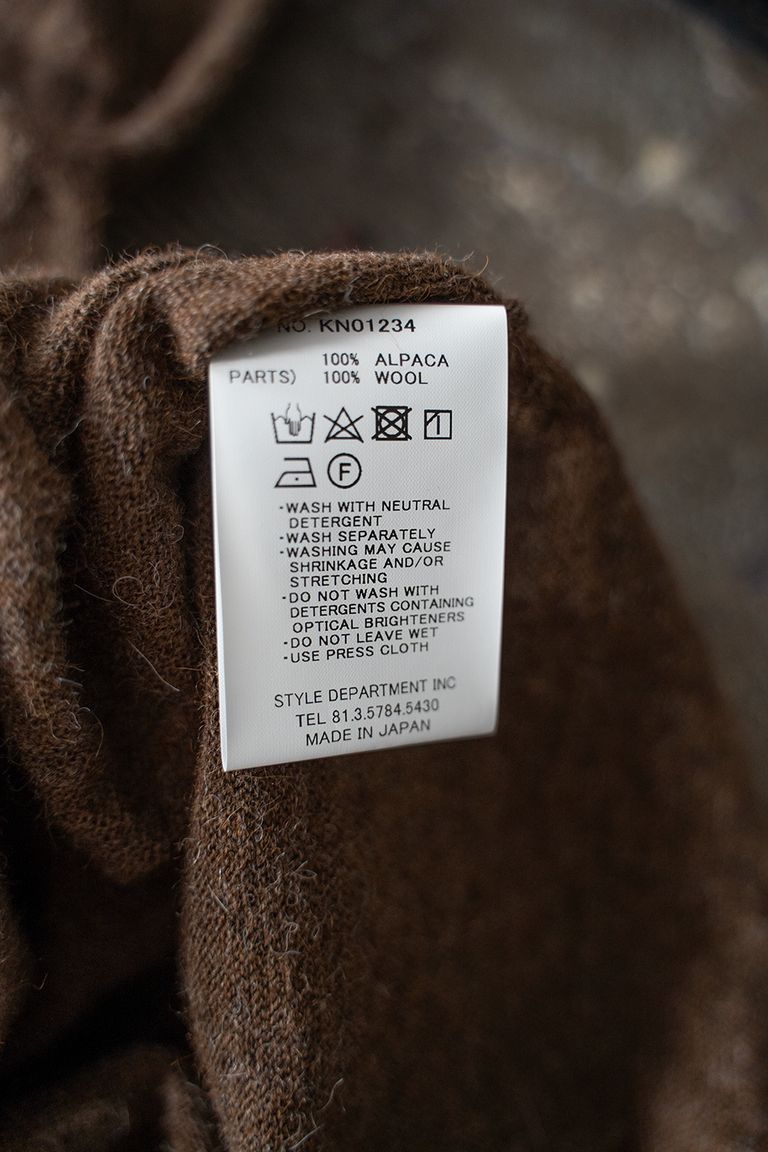 NO. KN01234
100% ALPACA
PARTS) 100% WOOL
F
-WASH WITH NEUTRAL
DETERGENT
-WASH SEPARATELY
-WASHING MAY CAUSE
SHRINKAGE AND/OR
STRETCHING
-DO NOT WASH WITH
DETERGENTS CONTAINING
OPTICAL BRIGHTENERS
-DO NOT LEAVE WET
-USE PRESS CLOTH
STYLE DEPARTMENT INC
TEL 81.3.5784.5430
MADE IN JAPAN